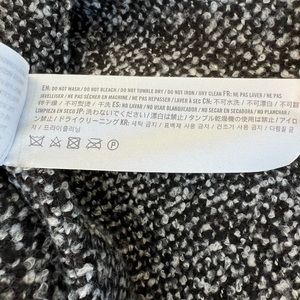 EN: DO NOT WASH / DO NOT BLEACH / DO NOT TUMBLE DRY / DO NOT IRON / DRY CLEAN FR: NE PAS LAVER / NE PAS
JAVELLISER / NE PAS SÉCHER EN MACHINE / NE PAS REPASSER / LAVER À SEC CN: 不可水洗 / 不可漂白 / 不可翻
转干燥 / 不可熨烫 / 干洗 ES: NO LAVAR / NO USAR BLANQUEADOR / NO SECAR EN SECADORA / NO PLANCHAR /
LIMPIEZA EN SECO JP: 洗わないでください / 漂白は禁止 / タンブル乾燥機の使用は禁止 / アイロ
ン禁止 / ドライクリーニング KR: 세탁 금지 / 표백제 사용 금지 / 건조기 사용 금지 / 다림질 금
지 / 드라이클리닝
P